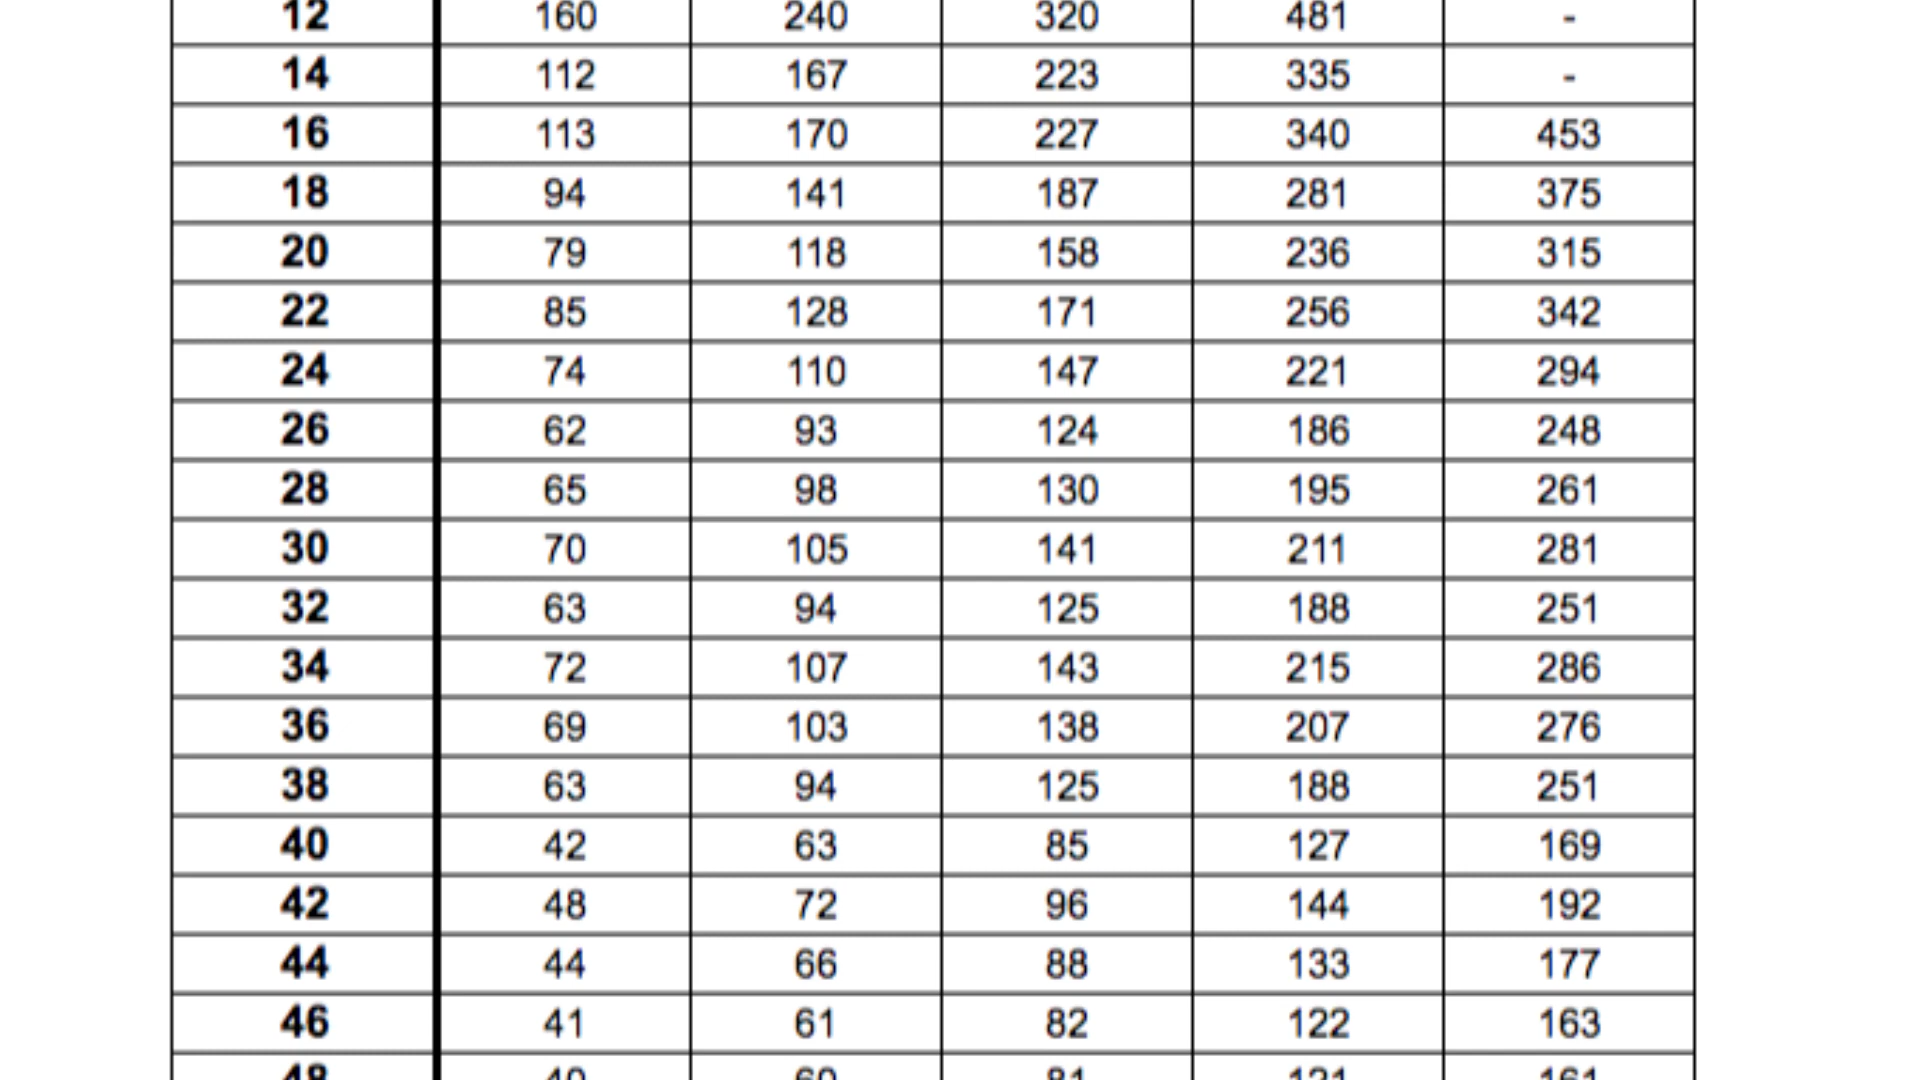 12 160 240 320 481 -
14 112 167 223 335 -
16 113 170 227 340 453
18 94 141 187 281 375
20 79 118 158 236 315
22 85 128 171 256 342
24 74 110 147 221 294
26 62 93 124 186 248
28 65 98 130 195 261
30 70 105 141 211 281
32 63 94 125 188 251
34 72 107 143 215 286
36 69 103 138 207 276
38 63 94 125 188 251
40 42 63 85 127 169
42 48 72 96 144 192
44 44 66 88 133 177
46 41 61 82 122 163
48 40 60 81 121 161